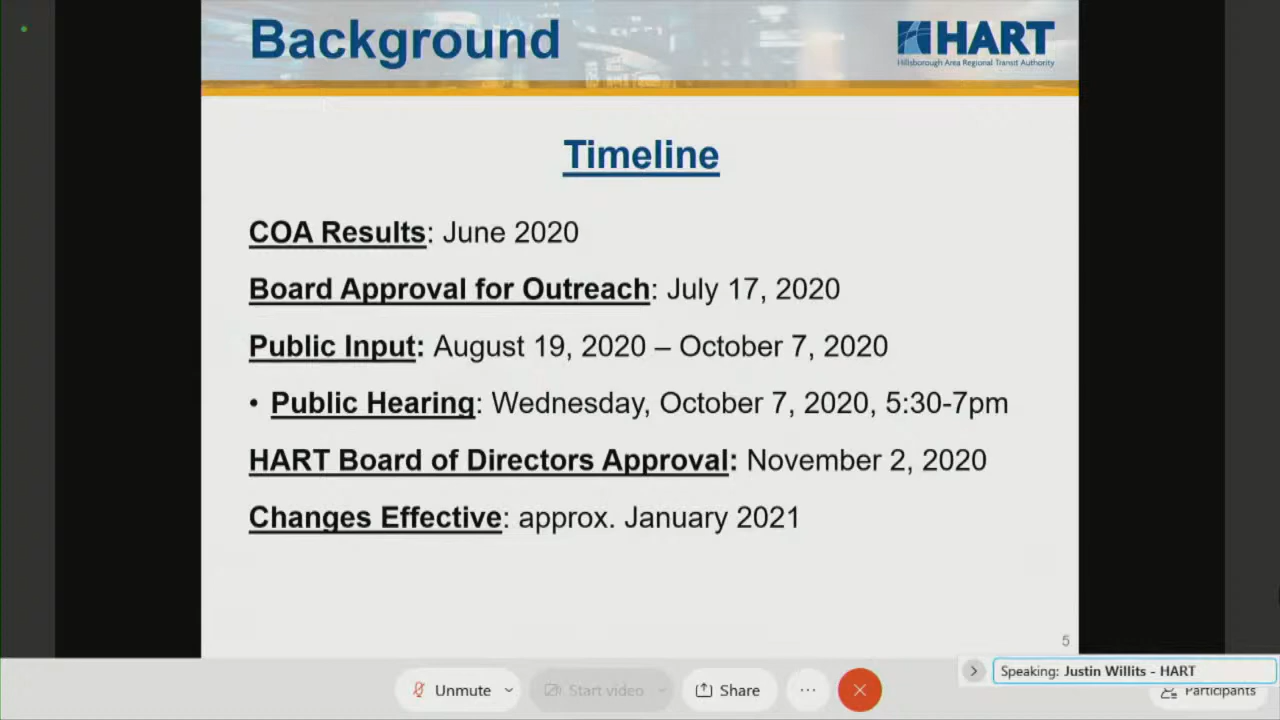 Background
HART
Hillsborough Area Regional Transit Authority
Timeline
COA Results: June 2020
Board Approval for Outreach: July 17, 2020
Public Input: August 19, 2020 – October 7, 2020
• Public Hearing: Wednesday, October 7, 2020, 5:30-7pm
HART Board of Directors Approval: November 2, 2020
Changes Effective: approx. January 2021
5
Speaking: Justin Willits - HART
Unmute
Start video
Share
Participants